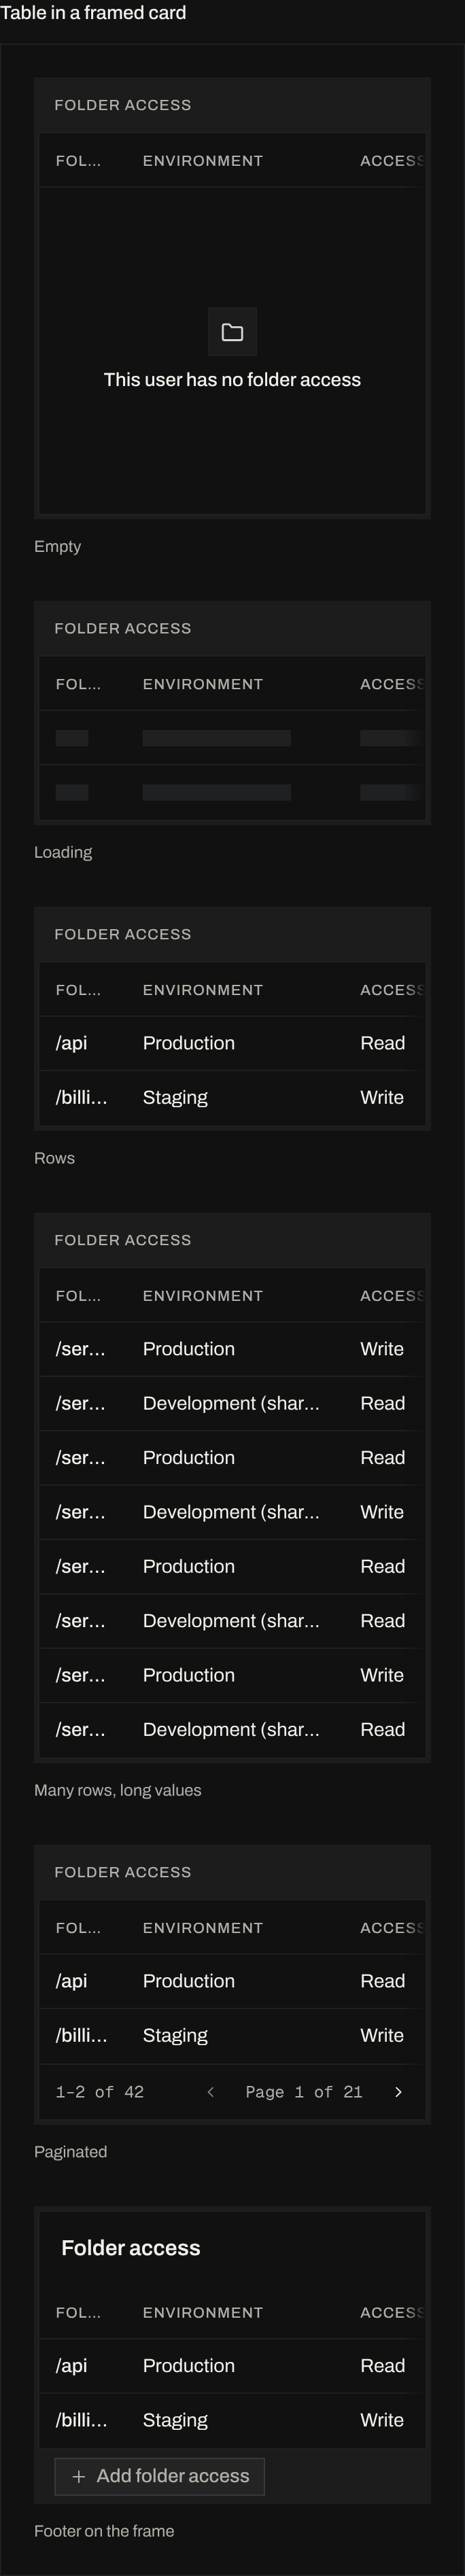 Table in a framed card
FOLDER ACCESS
FOL... ENVIRONMENT ACCESS
This user has no folder access
Empty
FOLDER ACCESS
FOL... ENVIRONMENT ACCESS
Loading
FOLDER ACCESS
FOL... ENVIRONMENT ACCESS
/api Production Read
/billi... Staging Write
Rows
FOLDER ACCESS
FOL... ENVIRONMENT ACCESS
/ser... Production Write
/ser... Development (shar... Read
/ser... Production Read
/ser... Development (shar... Write
/ser... Production Read
/ser... Development (shar... Read
/ser... Production Write
/ser... Development (shar... Read
Many rows, long values
FOLDER ACCESS
FOL... ENVIRONMENT ACCESS
/api Production Read
/billi... Staging Write
1–2 of 42 Page 1 of 21
Paginated
Folder access
FOL... ENVIRONMENT ACCESS
/api Production Read
/billi... Staging Write
Add folder access
Footer on the frame